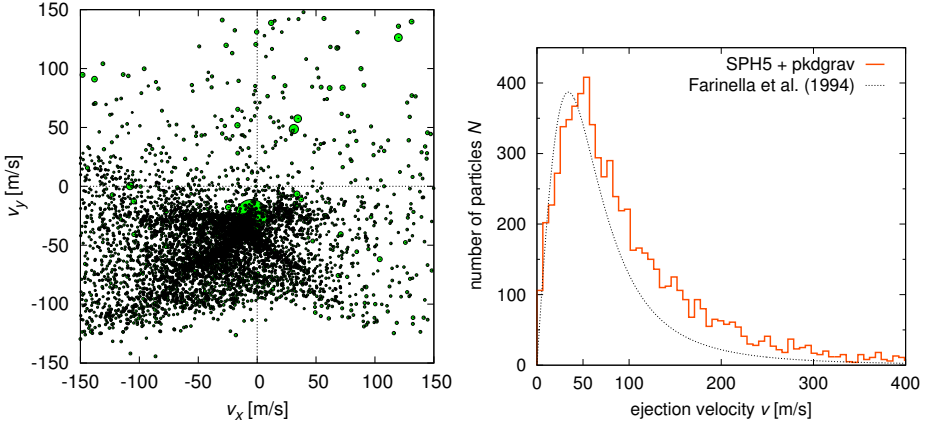 150
100
50
0
-50
-100
-150
v_y [m/s]
-150 -100 -50 0 50 100 150
v_x [m/s]
SPH5 + pkdgrav
Farinella et al. (1994)
400
300
200
100
0
number of particles N
0 100 200 300 400
ejection velocity v [m/s]